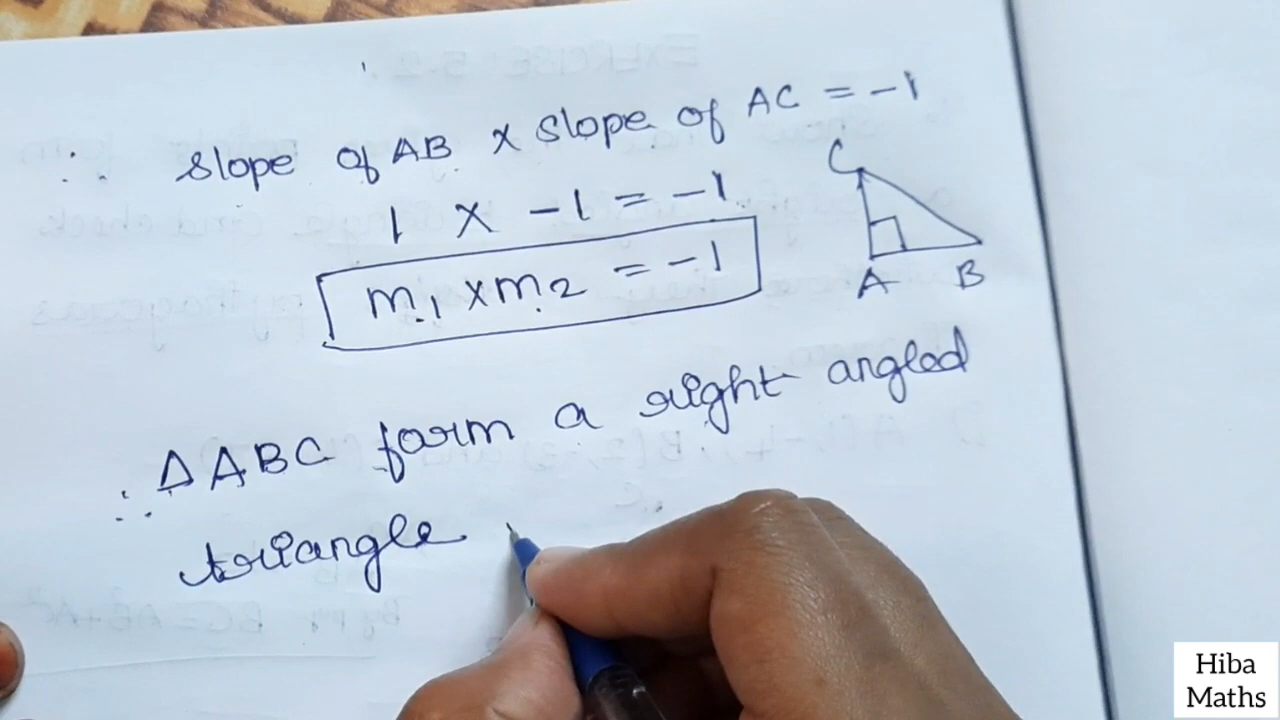 ∴ Slope of AB × Slope of AC = -1
1 × -1 = -1
m₁ × m₂ = -1
C
A B
∴ △ABC form a right angled
triangle
Hiba
Maths